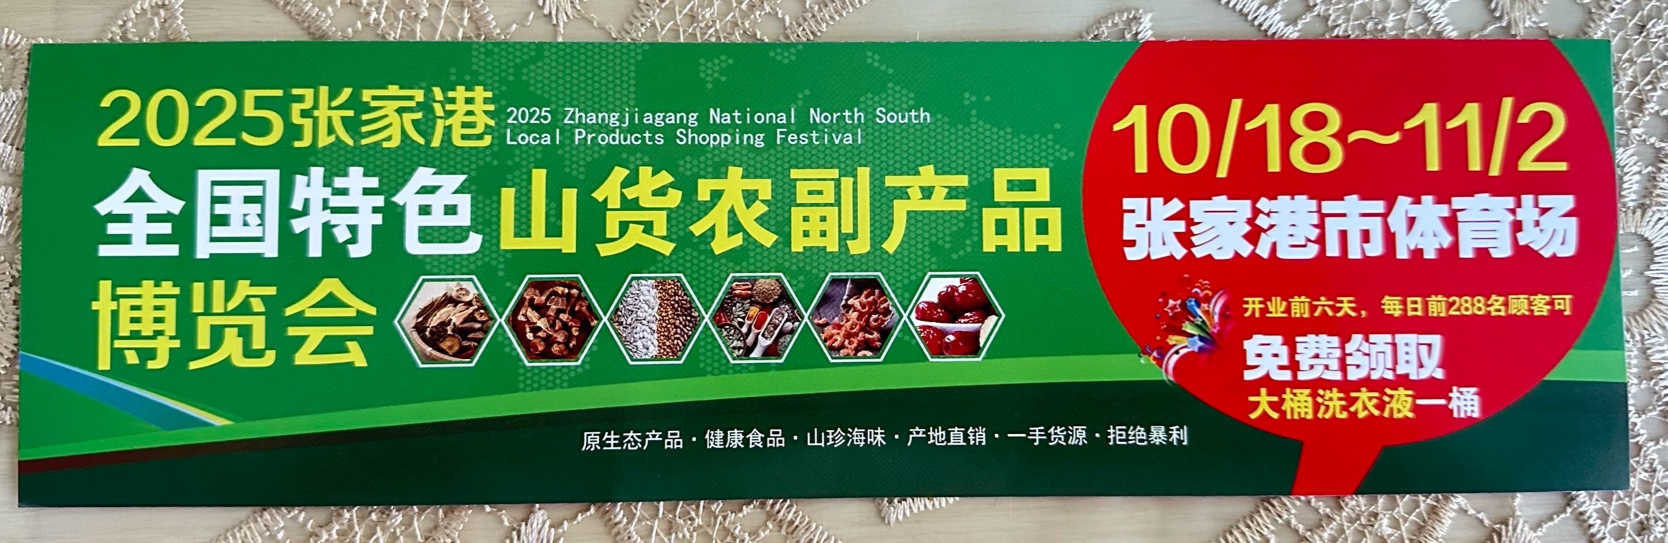 2025张家港
2025 Zhangjiagang National North South
Local Products Shopping Festival
全国特色山货农副产品
博览会
原生态产品·健康食品·山珍海味·产地直销·一手货源·拒绝暴利
10/18~11/2
张家港市体育场
开业前六天，每日前288名顾客可
免费领取
大桶洗衣液一桶